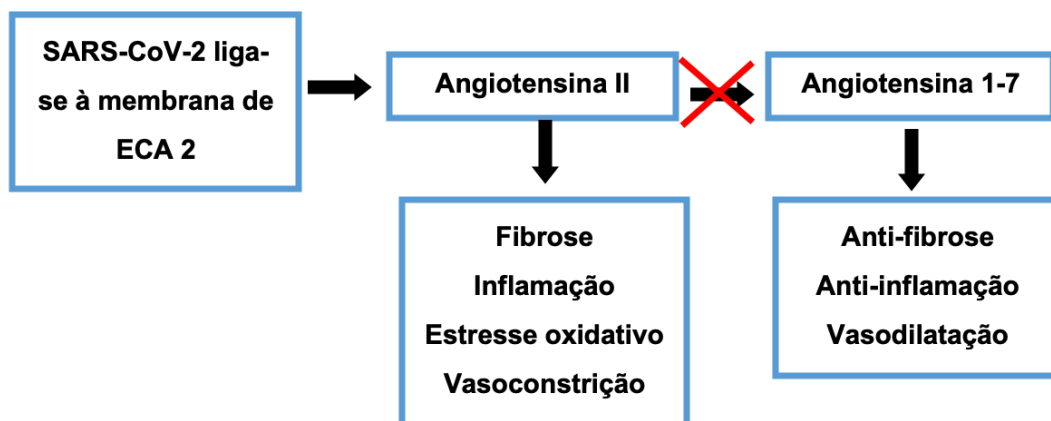 SARS-CoV-2 liga-
se à membrana de
ECA 2
Angiotensina II
Angiotensina 1-7
Fibrose
Inflamação
Estresse oxidativo
Vasoconstrição
Anti-fibrose
Anti-inflamação
Vasodilatação